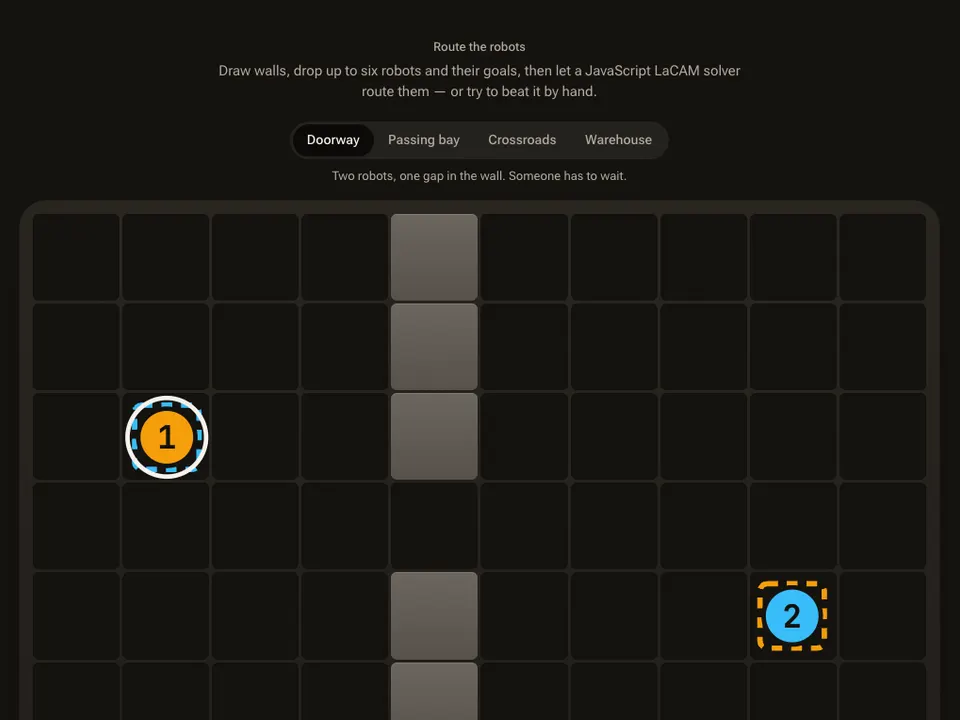 Route the robots
Draw walls, drop up to six robots and their goals, then let a JavaScript LaCAM solver
route them — or try to beat it by hand.
Doorway Passing bay Crossroads Warehouse
Two robots, one gap in the wall. Someone has to wait.
1
2